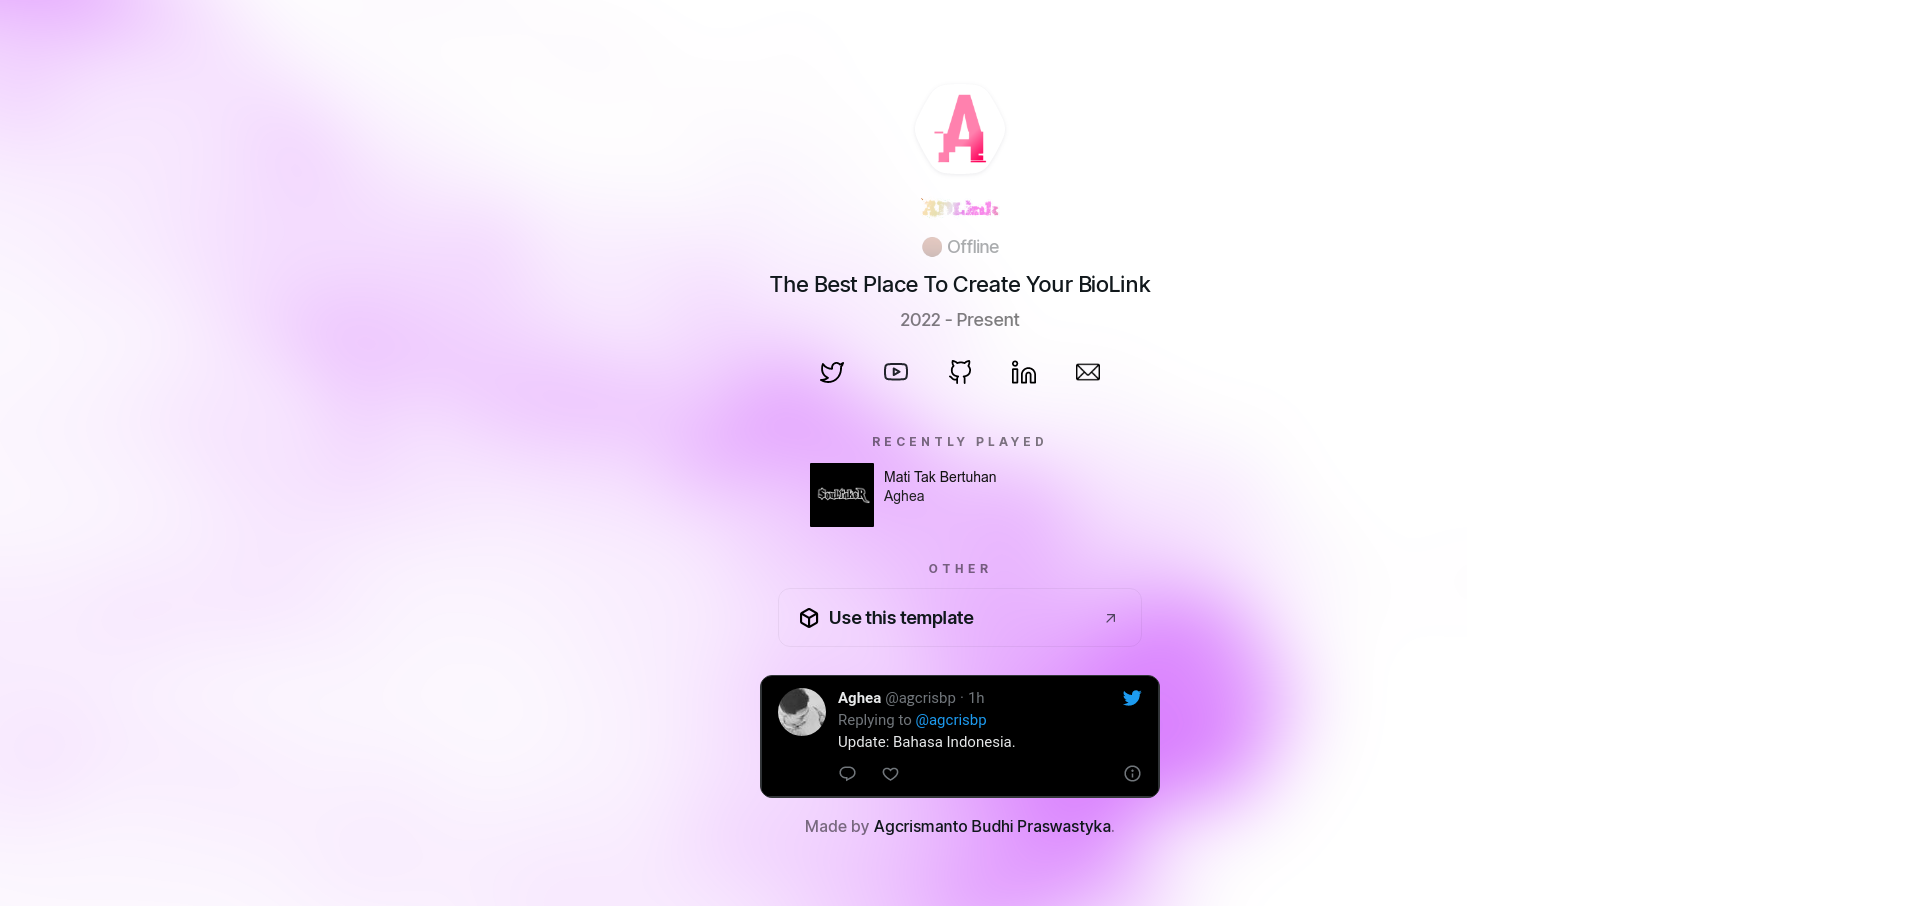 A
Offline
The Best Place To Create Your BioLink
2022 - Present
RECENTLY PLAYED
SouLfakeR
Mati Tak Bertuhan
Aghea
OTHER
Use this template
Aghea @agcrisbp · 1h
Replying to @agcrisbp
Update: Bahasa Indonesia.
Made by Agcrismanto Budhi Praswastyka.